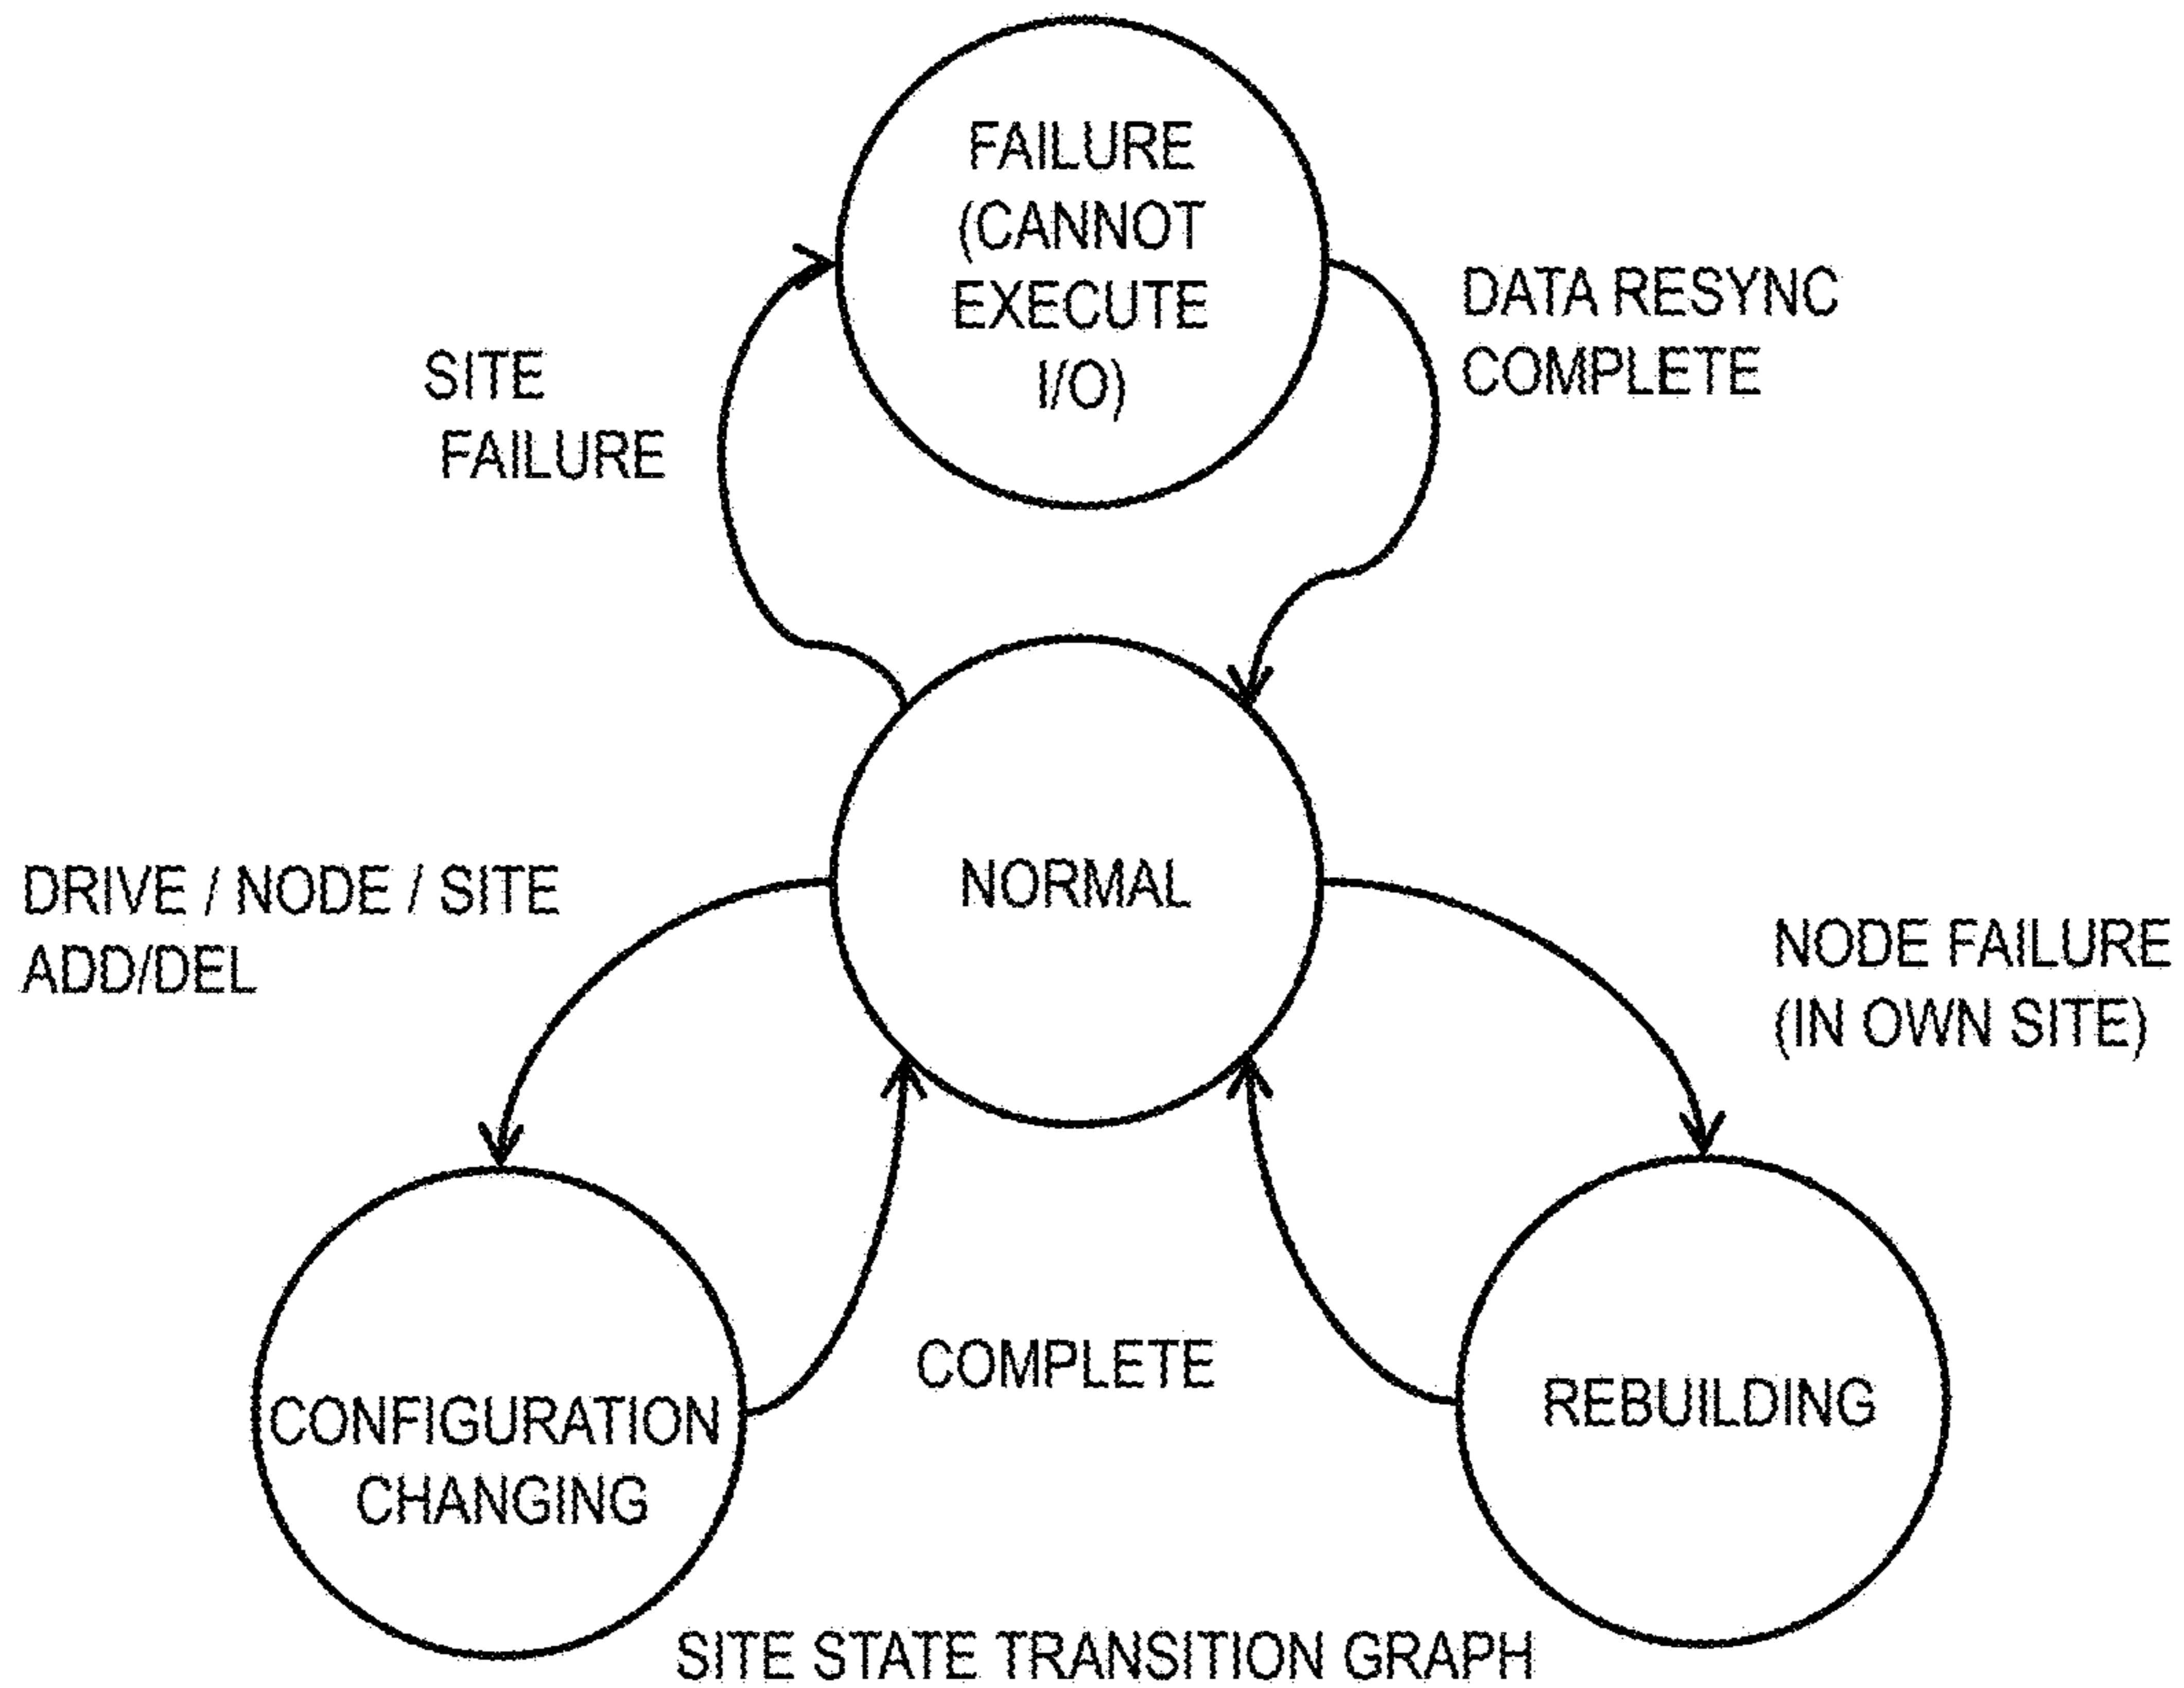 FAILURE
(CANNOT
EXECUTE
I/O)
DATA RESYNC
COMPLETE
SITE
FAILURE
NORMAL
DRIVE / NODE / SITE
ADD/DEL
NODE FAILURE
(IN OWN SITE)
COMPLETE
CONFIGURATION
CHANGING
REBUILDING
SITE STATE TRANSITION GRAPH